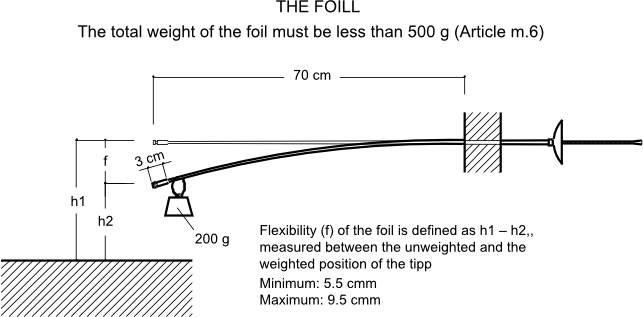 THE FOILL
The total weight of the foil must be less than 500 g (Article m.6)
70 cm
f
3 cm
h1
h2
200 g
Flexibility (f) of the foil is defined as h1 – h2,,
measured between the unweighted and the
weighted position of the tipp
Minimum: 5.5 cmm
Maximum: 9.5 cmm